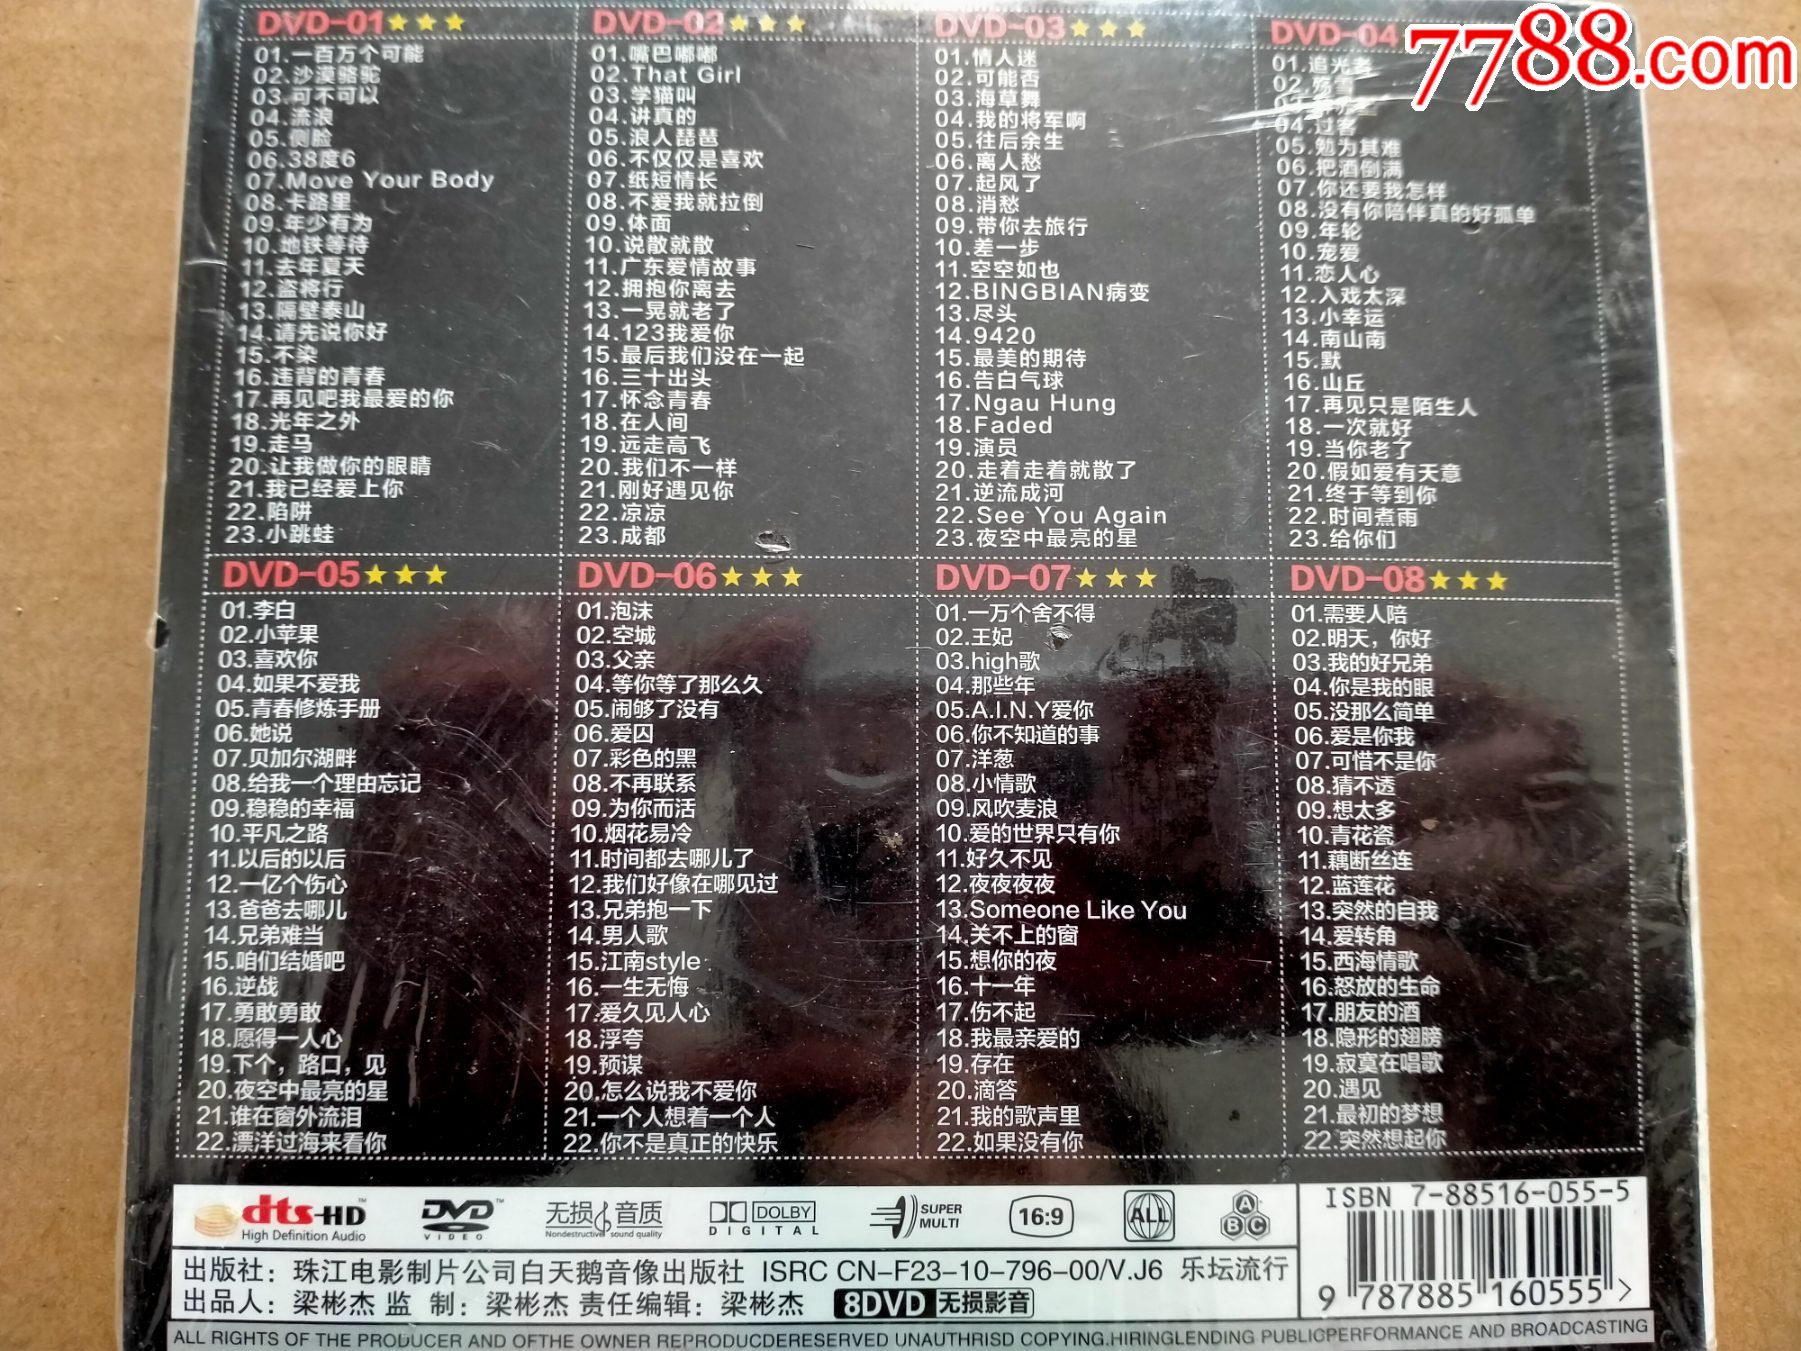 7788.com
DVD-01
01.一百万个可能
02.沙漠骆驼
03.可不可以
04.流浪
05.侧脸
06.38度6
07.Move Your Body
08.卡路里
09.年少有为
10.地铁等待
11.去年夏天
12.盗将行
13.隔壁泰山
14.请先说你好
15.不染
16.违背的青春
17.再见吧我最爱的你
18.光年之外
19.走马
20.让我做你的眼睛
21.我已经爱上你
22.陷阱
23.小跳蛙
DVD-02
01.嘴巴嘟嘟
02.That Girl
03.学猫叫
04.讲真的
05.浪人琵琶
06.不仅仅是喜欢
07.纸短情长
08.不爱我就拉倒
09.体面
10.说散就散
11.广东爱情故事
12.拥抱你离去
13.一晃就老了
14.123我爱你
15.最后我们没在一起
16.三十出头
17.怀念青春
18.在人间
19.远走高飞
20.我们不一样
21.刚好遇见你
22.凉凉
23.成都
DVD-03
01.情人迷
02.可能否
03.海草舞
04.我的将军啊
05.往后余生
06.离人愁
07.起风了
08.消愁
09.带你去旅行
10.差一步
11.空空如也
12.BINGBIAN病变
13.尽头
14.9420
15.最美的期待
16.告白气球
17.Ngau Hung
18.Faded
19.演员
20.走着走着就散了
21.逆流成河
22.See You Again
23.夜空中最亮的星
DVD-04
01.追光者
02.残雪
04.过客
05.勉为其难
06.把酒倒满
07.你还要我怎样
08.没有你陪伴真的好孤单
09.年轮
10.宠爱
11.恋人心
12.入戏太深
13.小幸运
14.南山南
15.默
16.山丘
17.再见只是陌生人
18.一次就好
19.当你老了
20.假如爱有天意
21.终于等到你
22.时间煮雨
23.给你们
DVD-05
01.李白
02.小苹果
03.喜欢你
04.如果不爱我
05.青春修炼手册
06.她说
07.贝加尔湖畔
08.给我一个理由忘记
09.稳稳的幸福
10.平凡之路
11.以后的以后
12.一亿个伤心
13.爸爸去哪儿
14.兄弟难当
15.咱们结婚吧
16.逆战
17.勇敢勇敢
18.愿得一人心
19.下个，路口，见
20.夜空中最亮的星
21.谁在窗外流泪
22.漂洋过海来看你
DVD-06
01.泡沫
02.空城
03.父亲
04.等你等了那么久
05.闹够了没有
06.爱囚
07.彩色的黑
08.不再联系
09.为你而活
10.烟花易冷
11.时间都去哪儿了
12.我们好像在哪见过
13.兄弟抱一下
14.男人歌
15.江南style
16.一生无悔
17.爱久见人心
18.浮夸
19.预谋
20.怎么说我不爱你
21.一个人想着一个人
22.你不是真正的快乐
DVD-07
01.一万个舍不得
02.王妃
03.high歌
04.那些年
05.A.I.N.Y爱你
06.你不知道的事
07.洋葱
08.小情歌
09.风吹麦浪
10.爱的世界只有你
11.好久不见
12.夜夜夜夜
13.Someone Like You
14.关不上的窗
15.想你的夜
16.十一年
17.伤不起
18.我最亲爱的
19.存在
20.滴答
21.我的歌声里
22.如果没有你
DVD-08
01.需要人陪
02.明天，你好
03.我的好兄弟
04.你是我的眼
05.没那么简单
06.爱是你我
07.可惜不是你
08.猜不透
09.想太多
10.青花瓷
11.藕断丝连
12.蓝莲花
13.突然的自我
14.爱转角
15.西海情歌
16.怒放的生命
17.朋友的酒
18.隐形的翅膀
19.寂寞在唱歌
20.遇见
21.最初的梦想
22.突然想起你
dts-HD™ High Definition Audio
DVD™ VIDEO
无损音质 Nondestructive sound quality
DOLBY DIGITAL
SUPER MULTI
16:9
ALL
A B C
ISBN 7-88516-055-5
9 787885 160555 >
出版社：珠江电影制片公司白天鹅音像出版社 ISRC CN-F23-10-796-00/V.J6 乐坛流行
出品人：梁彬杰 监 制：梁彬杰 责任编辑：梁彬杰 8DVD 无损影音
ALL RIGHTS OF THE PRODUCER AND OFTHE OWNER REPRODUCDERESERVED UNAUTHRISD COPYING.HIRINGLENDING PUBLICPERFORMANCE AND BROADCASTING